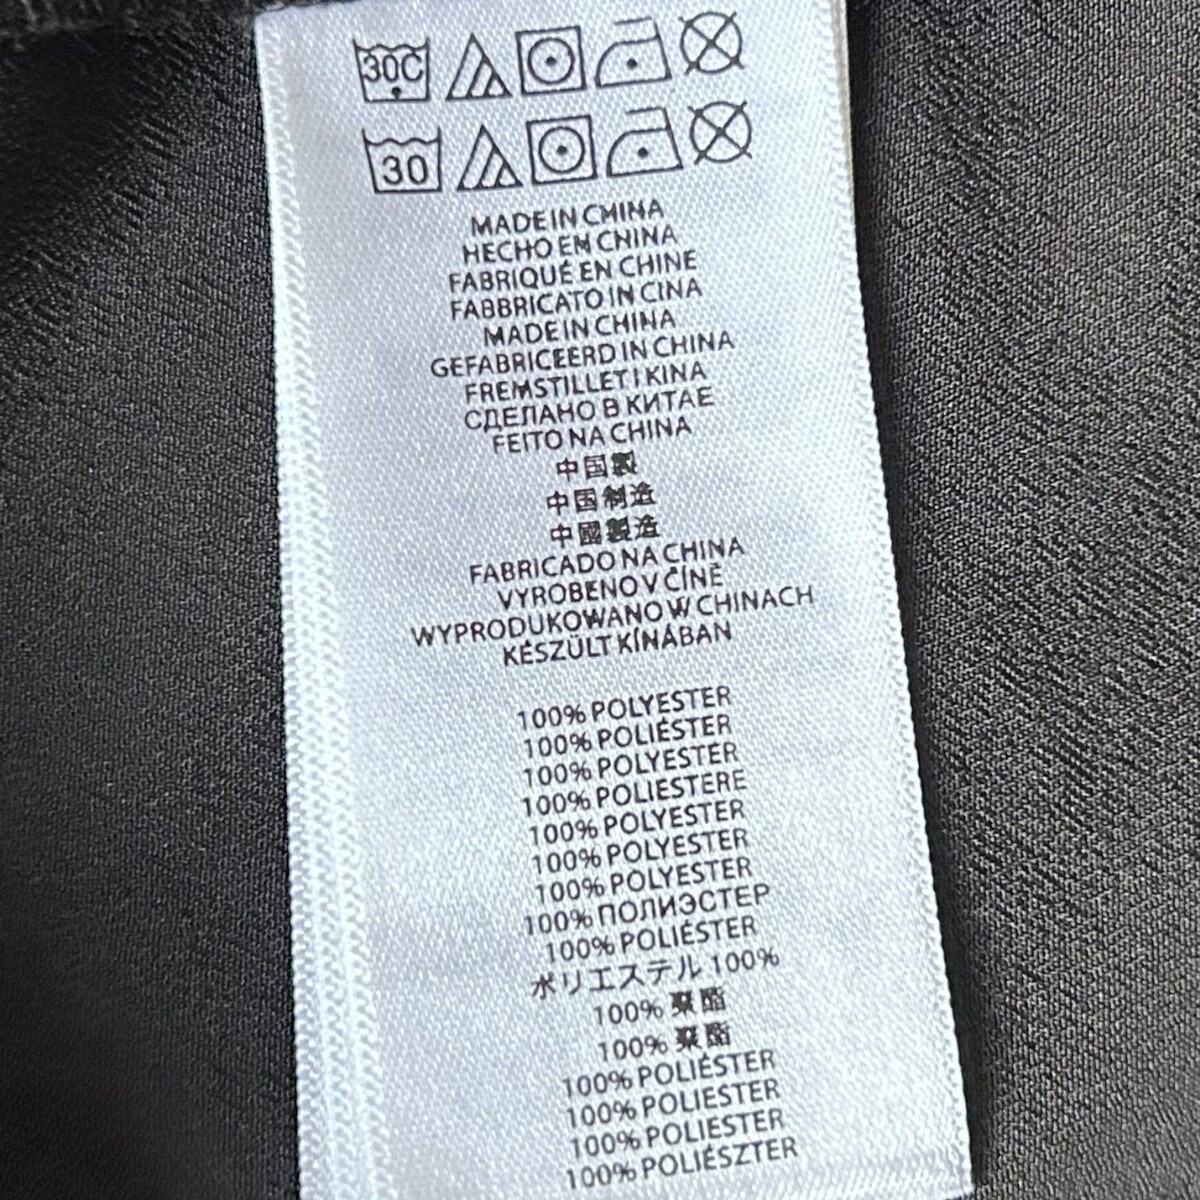 30C
30
MADE IN CHINA
HECHO EN CHINA
FABRIQUÉ EN CHINE
FABBRICATO IN CINA
MADE IN CHINA
GEFABRICEERD IN CHINA
FREMSTILLET I KINA
СДЕЛАНО В КИТАЕ
FEITO NA CHINA
中国製
中国制造
中國製造
FABRICADO NA CHINA
VYROBENO V ČÍNĚ
WYPRODUKOWANO W CHINACH
KÉSZÜLT KÍNÁBAN
100% POLYESTER
100% POLIÉSTER
100% POLYESTER
100% POLIESTERE
100% POLYESTER
100% POLYESTER
100% POLYESTER
100% ПОЛИЭСТЕР
100% POLIÉSTER
ポリエステル 100%
100% 聚酯
100% 聚酯
100% POLIÉSTER
100% POLIESTER
100% POLIESTER
100% POLIÉSZTER